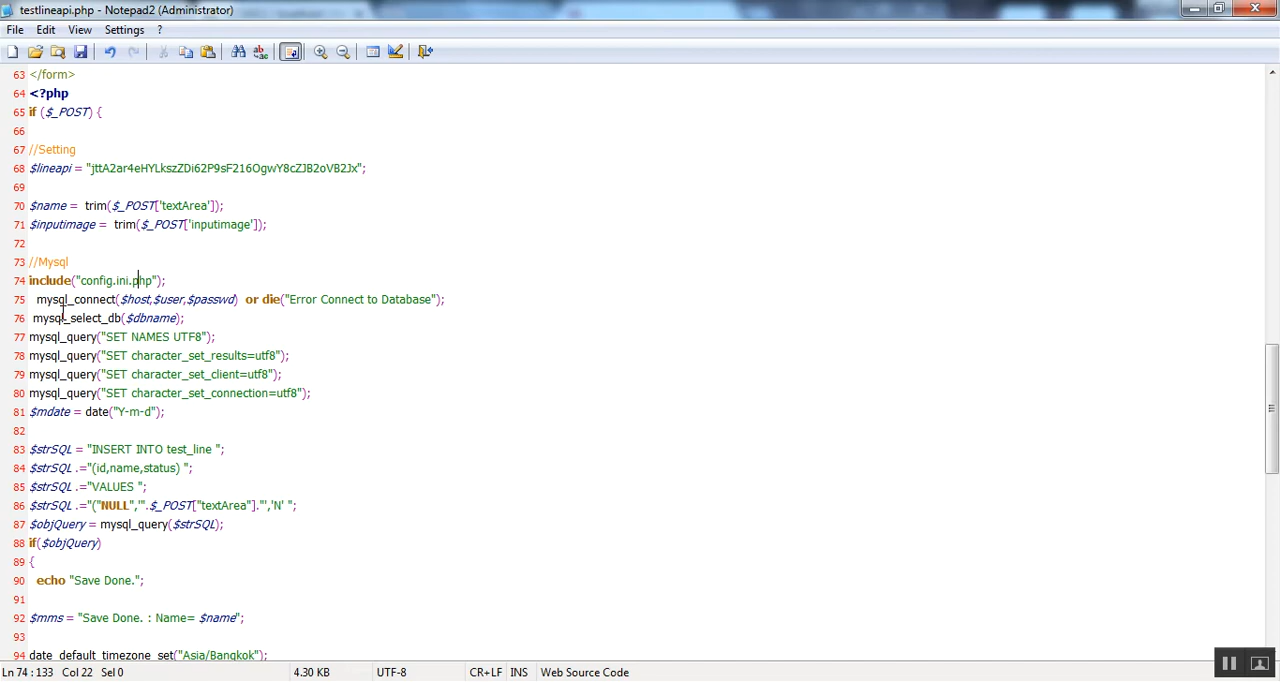 testlineapi.php - Notepad2 (Administrator)
File Edit View Settings ?
63 </form>
64 <?php
65 if ($_POST) {
66
67 //Setting
68 $lineapi = "jttA2ar4eHYLkszZDi62P9sF216OgwY8cZJB2oVB2Jx";
69
70 $name =  trim($_POST['textArea']);
71 $inputimage =  trim($_POST['inputimage']);
72
73 //Mysql
74 include("config.ini.php");
75   mysql_connect($host,$user,$passwd)  or die("Error Connect to Database");
76  mysql_select_db($dbname);
77 mysql_query("SET NAMES UTF8");
78 mysql_query("SET character_set_results=utf8");
79 mysql_query("SET character_set_client=utf8");
80 mysql_query("SET character_set_connection=utf8");
81 $mdate = date("Y-m-d");
82
83 $strSQL = "INSERT INTO test_line ";
84 $strSQL .="(id,name,status) ";
85 $strSQL .="VALUES ";
86 $strSQL .="("NULL",'".$_POST["textArea"]."','N' ";
87 $objQuery = mysql_query($strSQL);
88 if($objQuery)
89 {
90   echo "Save Done.";
91
92 $mms = "Save Done. : Name= $name";
93
94 date_default_timezone_set("Asia/Bangkok");
Ln 74 : 133 Col 22 Sel 0 4.30 KB UTF-8 CR+LF INS Web Source Code